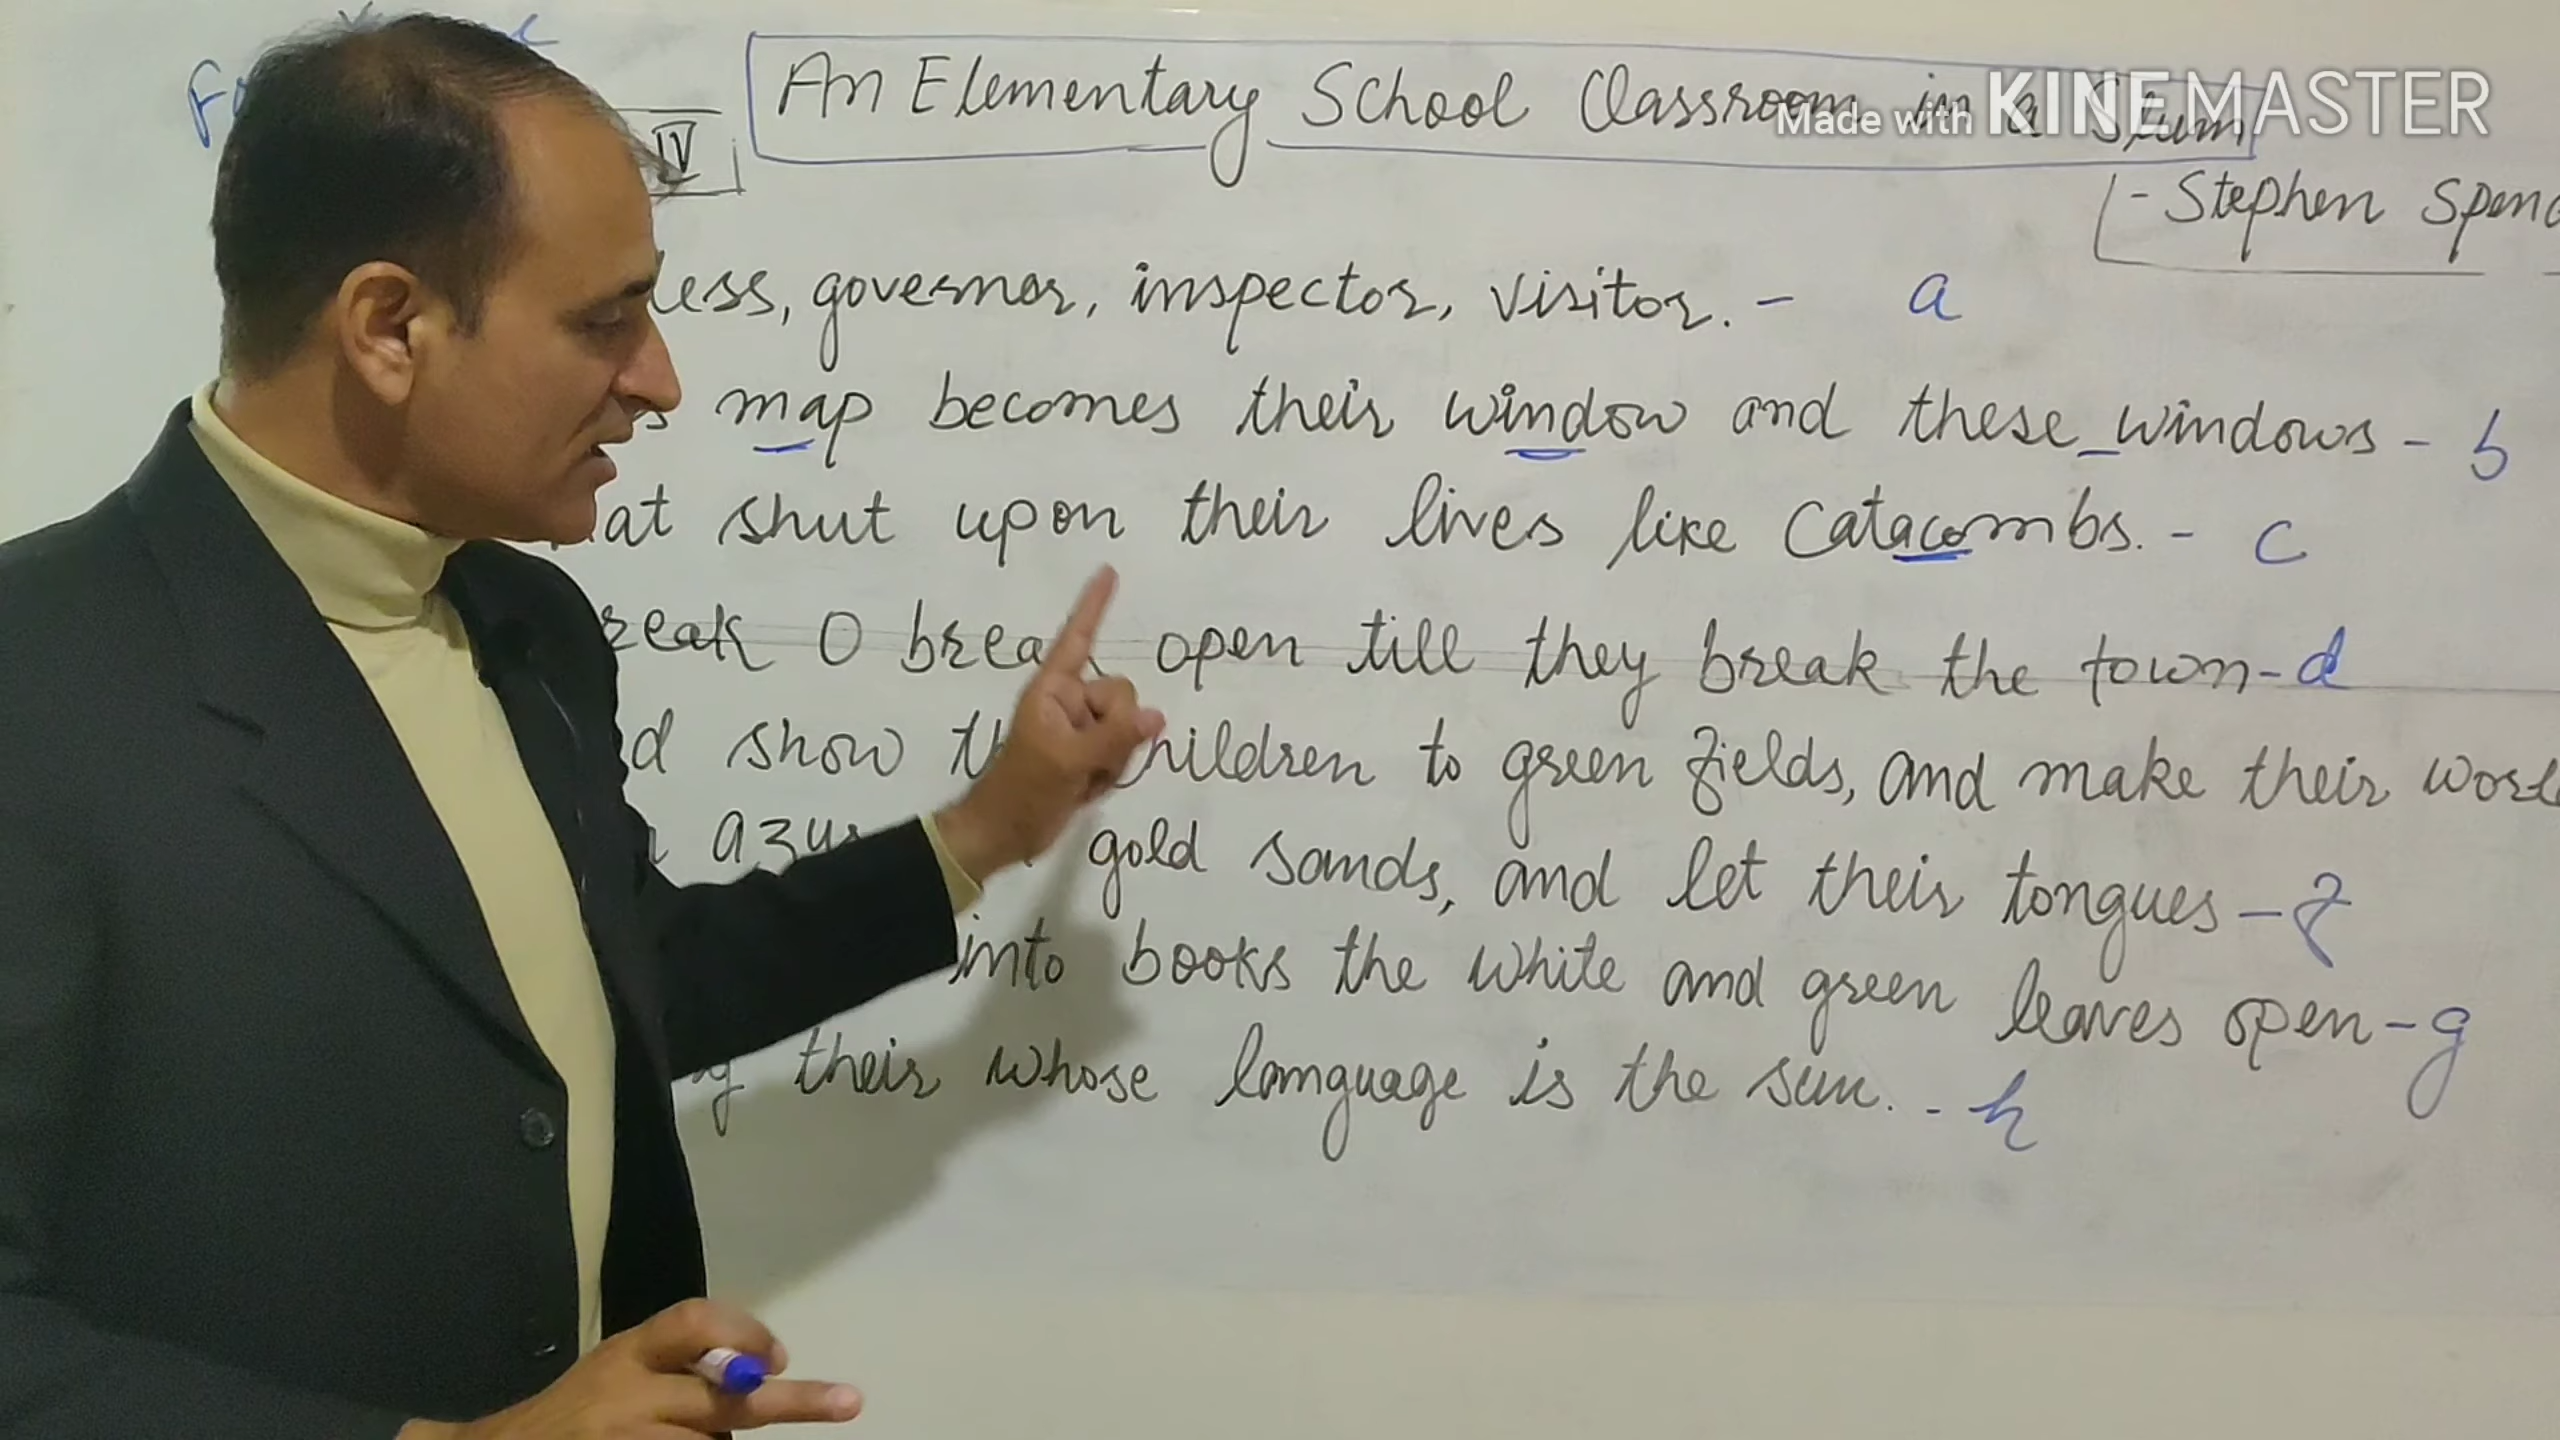 IV
An Elementary School Classroom in a Slum
Made with KINEMASTER
- Stephen
governor, inspector, visitor. - a
map becomes their window and these windows - b
shut upon their lives like Catacombs. - c
O break open till they break the town - d
show children to green fields, and make their
gold sands, and let their tongues - f
into books the white and green leaves open - g
their whose language is the sun. - h